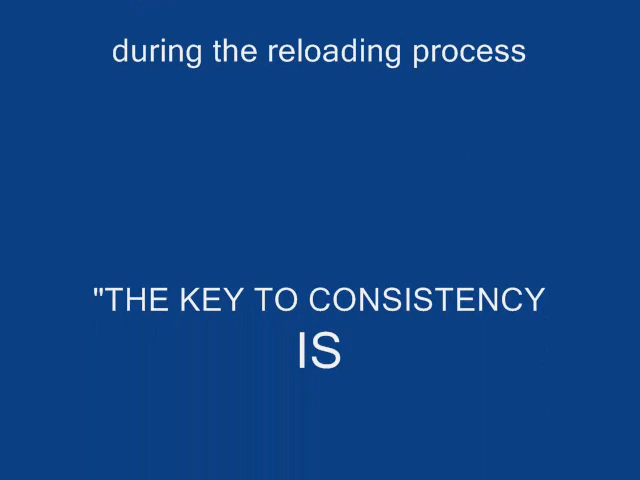 during the reloading process
"THE KEY TO CONSISTENCY
IS